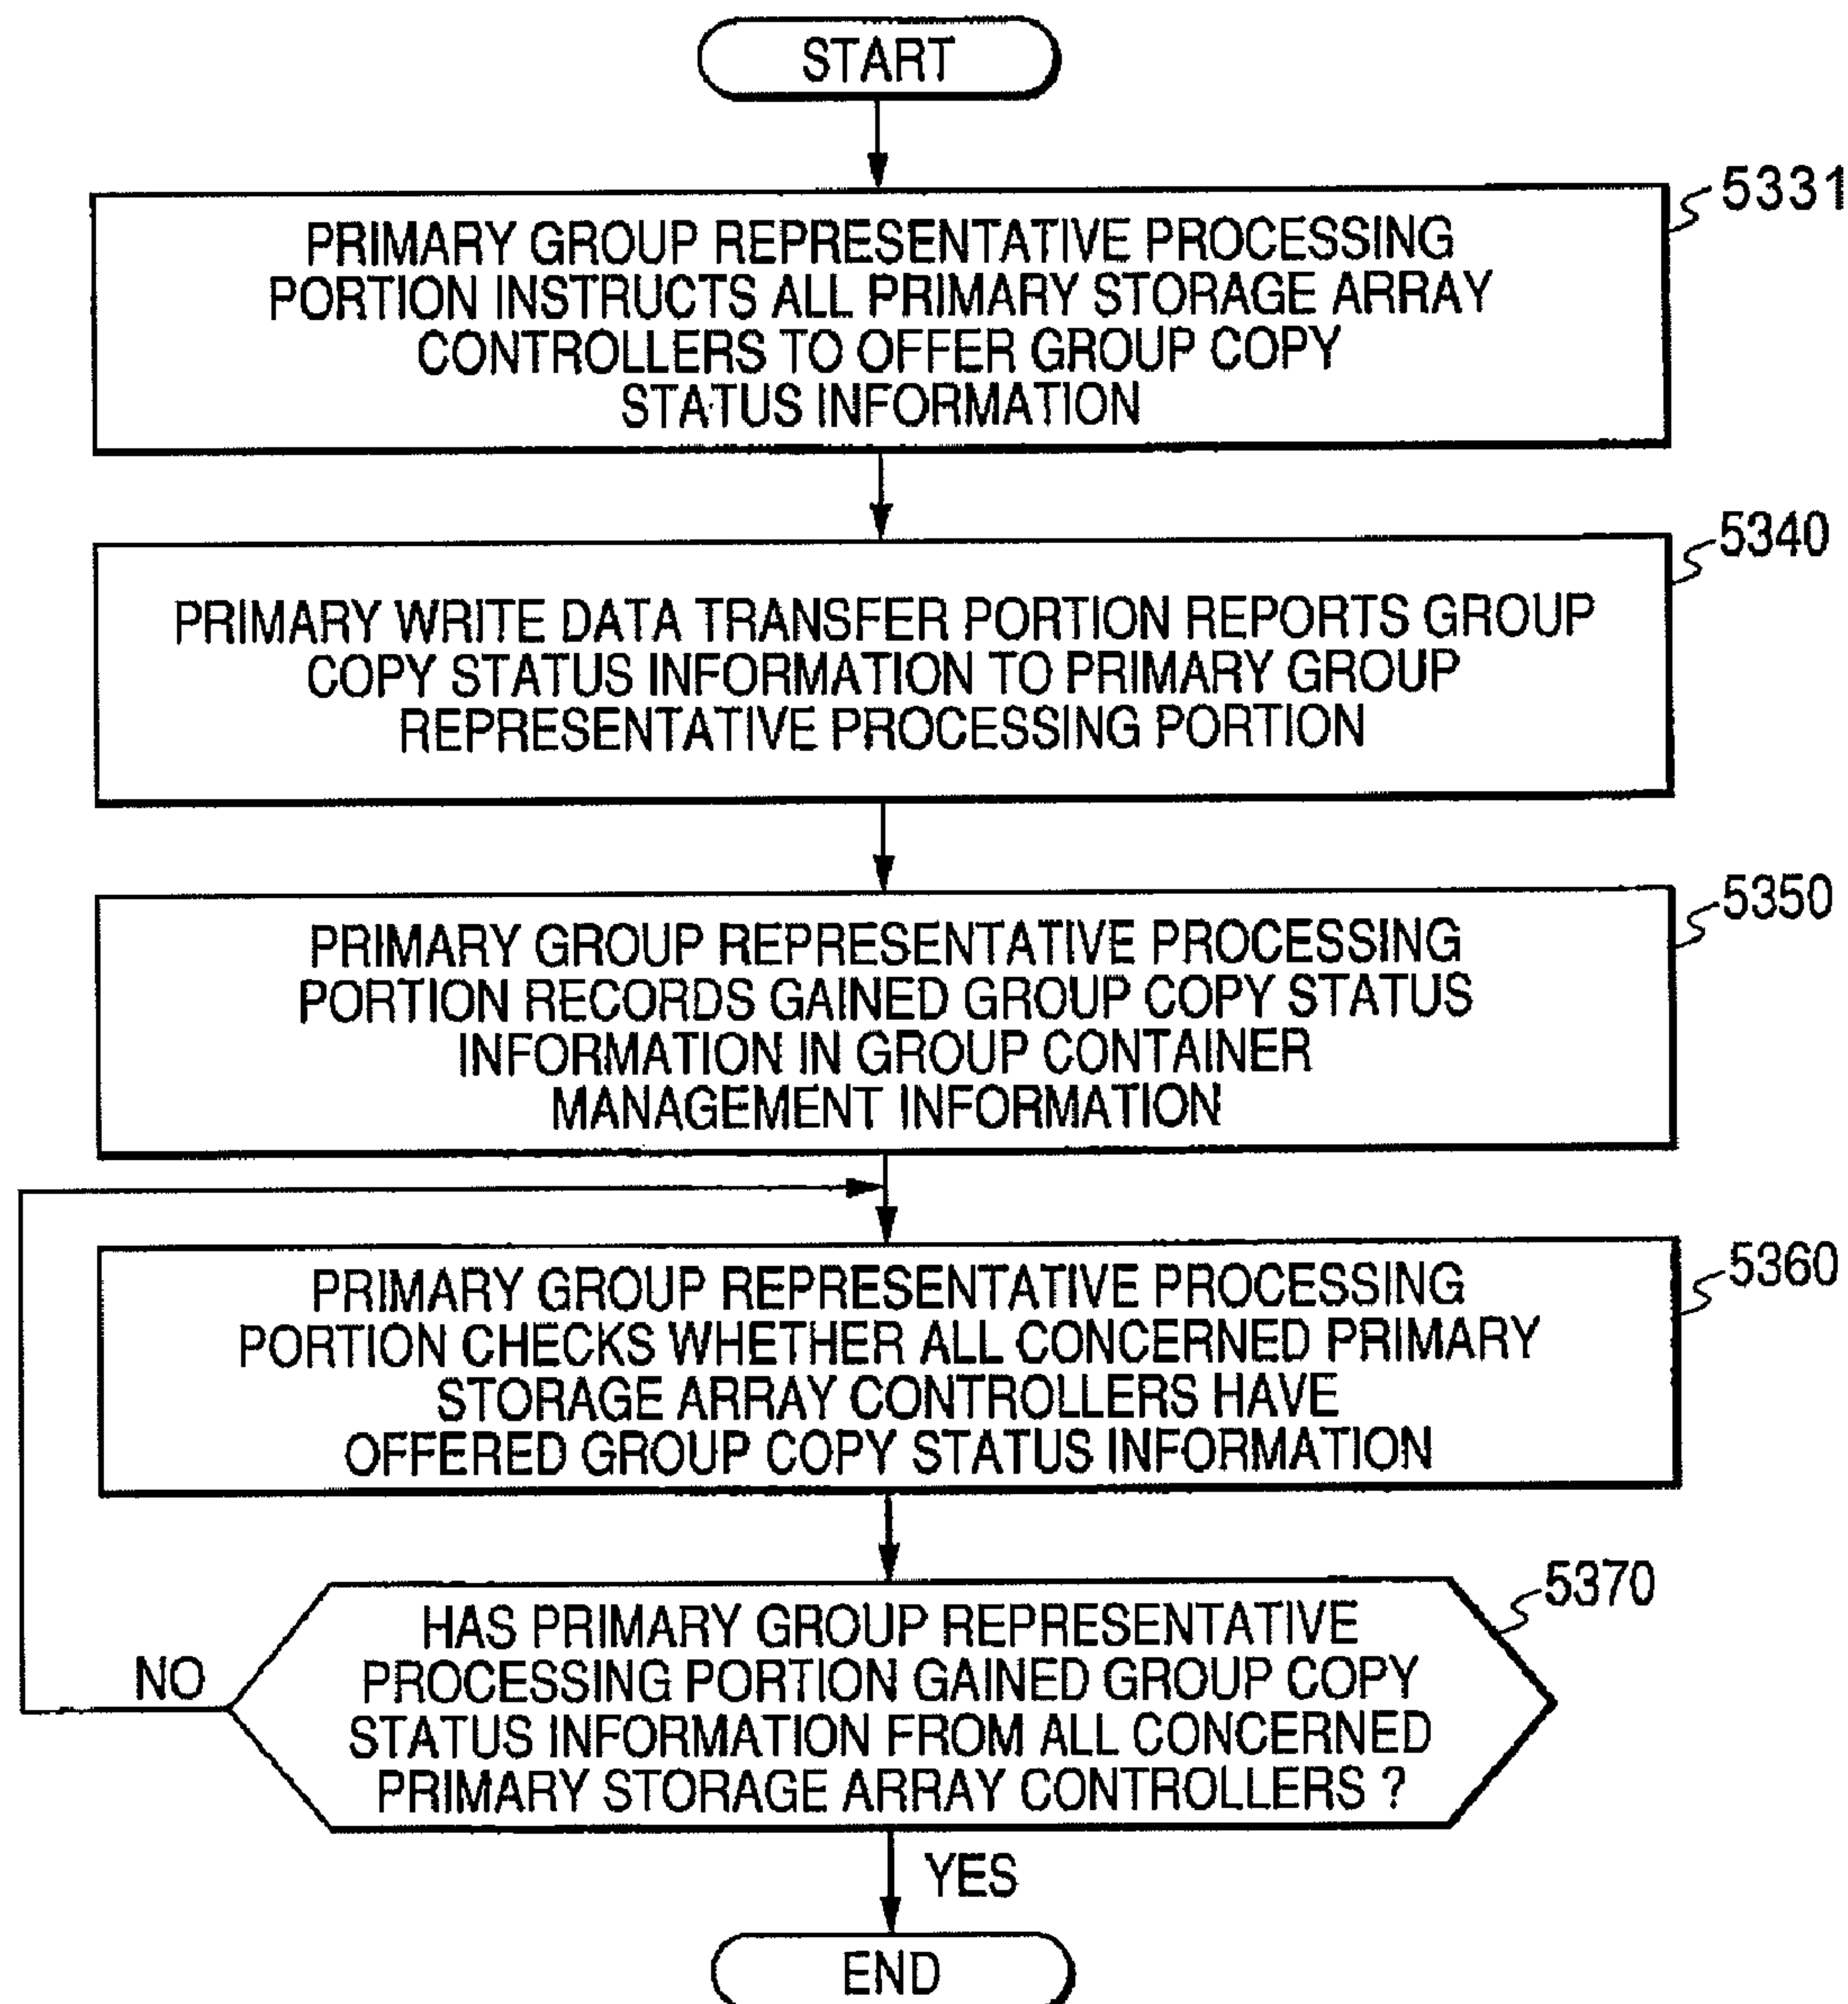 START
5331
PRIMARY GROUP REPRESENTATIVE PROCESSING
PORTION INSTRUCTS ALL PRIMARY STORAGE ARRAY
CONTROLLERS TO OFFER GROUP COPY
STATUS INFORMATION
5340
PRIMARY WRITE DATA TRANSFER PORTION REPORTS GROUP
COPY STATUS INFORMATION TO PRIMARY GROUP
REPRESENTATIVE PROCESSING PORTION
5350
PRIMARY GROUP REPRESENTATIVE PROCESSING
PORTION RECORDS GAINED GROUP COPY STATUS
INFORMATION IN GROUP CONTAINER
MANAGEMENT INFORMATION
5360
PRIMARY GROUP REPRESENTATIVE PROCESSING
PORTION CHECKS WHETHER ALL CONCERNED PRIMARY
STORAGE ARRAY CONTROLLERS HAVE
OFFERED GROUP COPY STATUS INFORMATION
5370
HAS PRIMARY GROUP REPRESENTATIVE
PROCESSING PORTION GAINED GROUP COPY
STATUS INFORMATION FROM ALL CONCERNED
PRIMARY STORAGE ARRAY CONTROLLERS ?
NO
YES
END